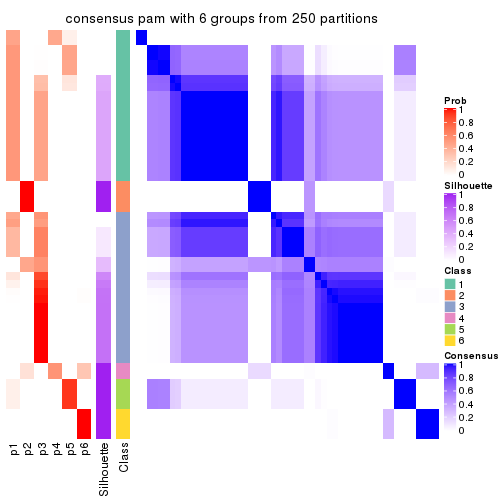 consensus pam with 6 groups from 250 partitions
Prob
1
0.8
0.6
0.4
0.2
0
Silhouette
1
0.8
0.6
0.4
0.2
0
Class
1
2
3
4
5
6
Consensus
1
0.8
0.6
0.4
0.2
0
p1
p2
p3
p4
p5
p6
Silhouette
Class